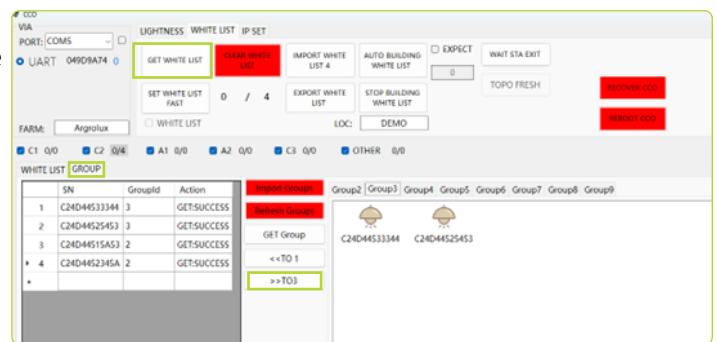 CCO
VIA
PORT: COM5
UART 049D9A74 0
FARM: Argrolux
LIGHTNESS WHITE LIST IP SET
GET WHITE LIST CLEAR WHITE LIST IMPORT WHITE LIST 4 AUTO BUILDING WHITE LIST EXPECT 0 WAIT STA EXIT
SET WHITE LIST FAST 0 / 4 EXPORT WHITE LIST STOP BUILDING WHITE LIST TOPO FRESH RECOVER CCO
WHITE LIST LOC: DEMO REBOOT CCO
C1 0/0 C2 0/4 A1 0/0 A2 0/0 C3 0/0 OTHER 0/0
WHITE LIST GROUP
SN GroupId Action
1 C24D44533344 3 GET:SUCCESS
2 C24D44525453 3 GET:SUCCESS
3 C24D44515A53 2 GET:SUCCESS
4 C24D4452345A 2 GET:SUCCESS
*
Import Groups
Refresh Groups
GET Group
<<TO 1
>>TO3
Group2 Group3 Group4 Group5 Group6 Group7 Group8 Group9
C24D44533344 C24D44525453